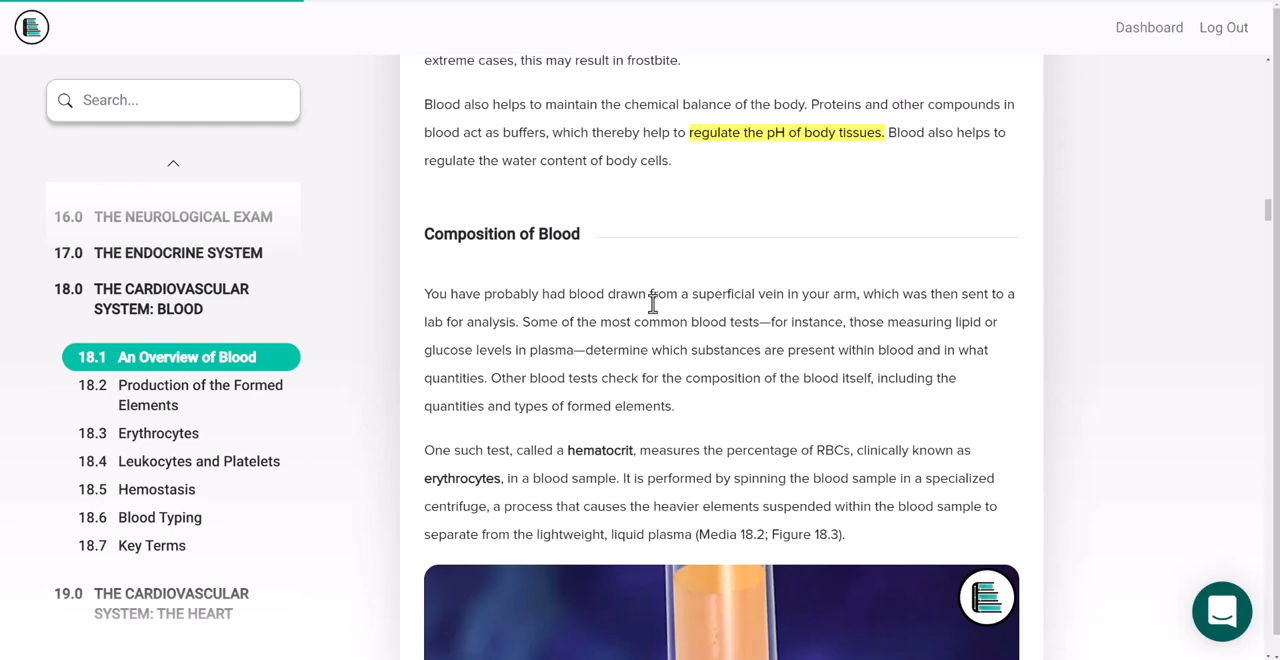 Dashboard Log Out
Search...
16.0 THE NEUROLOGICAL EXAM
17.0 THE ENDOCRINE SYSTEM
18.0 THE CARDIOVASCULAR
SYSTEM: BLOOD
18.1 An Overview of Blood
18.2 Production of the Formed
Elements
18.3 Erythrocytes
18.4 Leukocytes and Platelets
18.5 Hemostasis
18.6 Blood Typing
18.7 Key Terms
19.0 THE CARDIOVASCULAR
SYSTEM: THE HEART
extreme cases, this may result in frostbite.
Blood also helps to maintain the chemical balance of the body. Proteins and other compounds in
blood act as buffers, which thereby help to regulate the pH of body tissues. Blood also helps to
regulate the water content of body cells.
Composition of Blood
You have probably had blood drawn from a superficial vein in your arm, which was then sent to a
lab for analysis. Some of the most common blood tests—for instance, those measuring lipid or
glucose levels in plasma—determine which substances are present within blood and in what
quantities. Other blood tests check for the composition of the blood itself, including the
quantities and types of formed elements.
One such test, called a hematocrit, measures the percentage of RBCs, clinically known as
erythrocytes, in a blood sample. It is performed by spinning the blood sample in a specialized
centrifuge, a process that causes the heavier elements suspended within the blood sample to
separate from the lightweight, liquid plasma (Media 18.2; Figure 18.3).